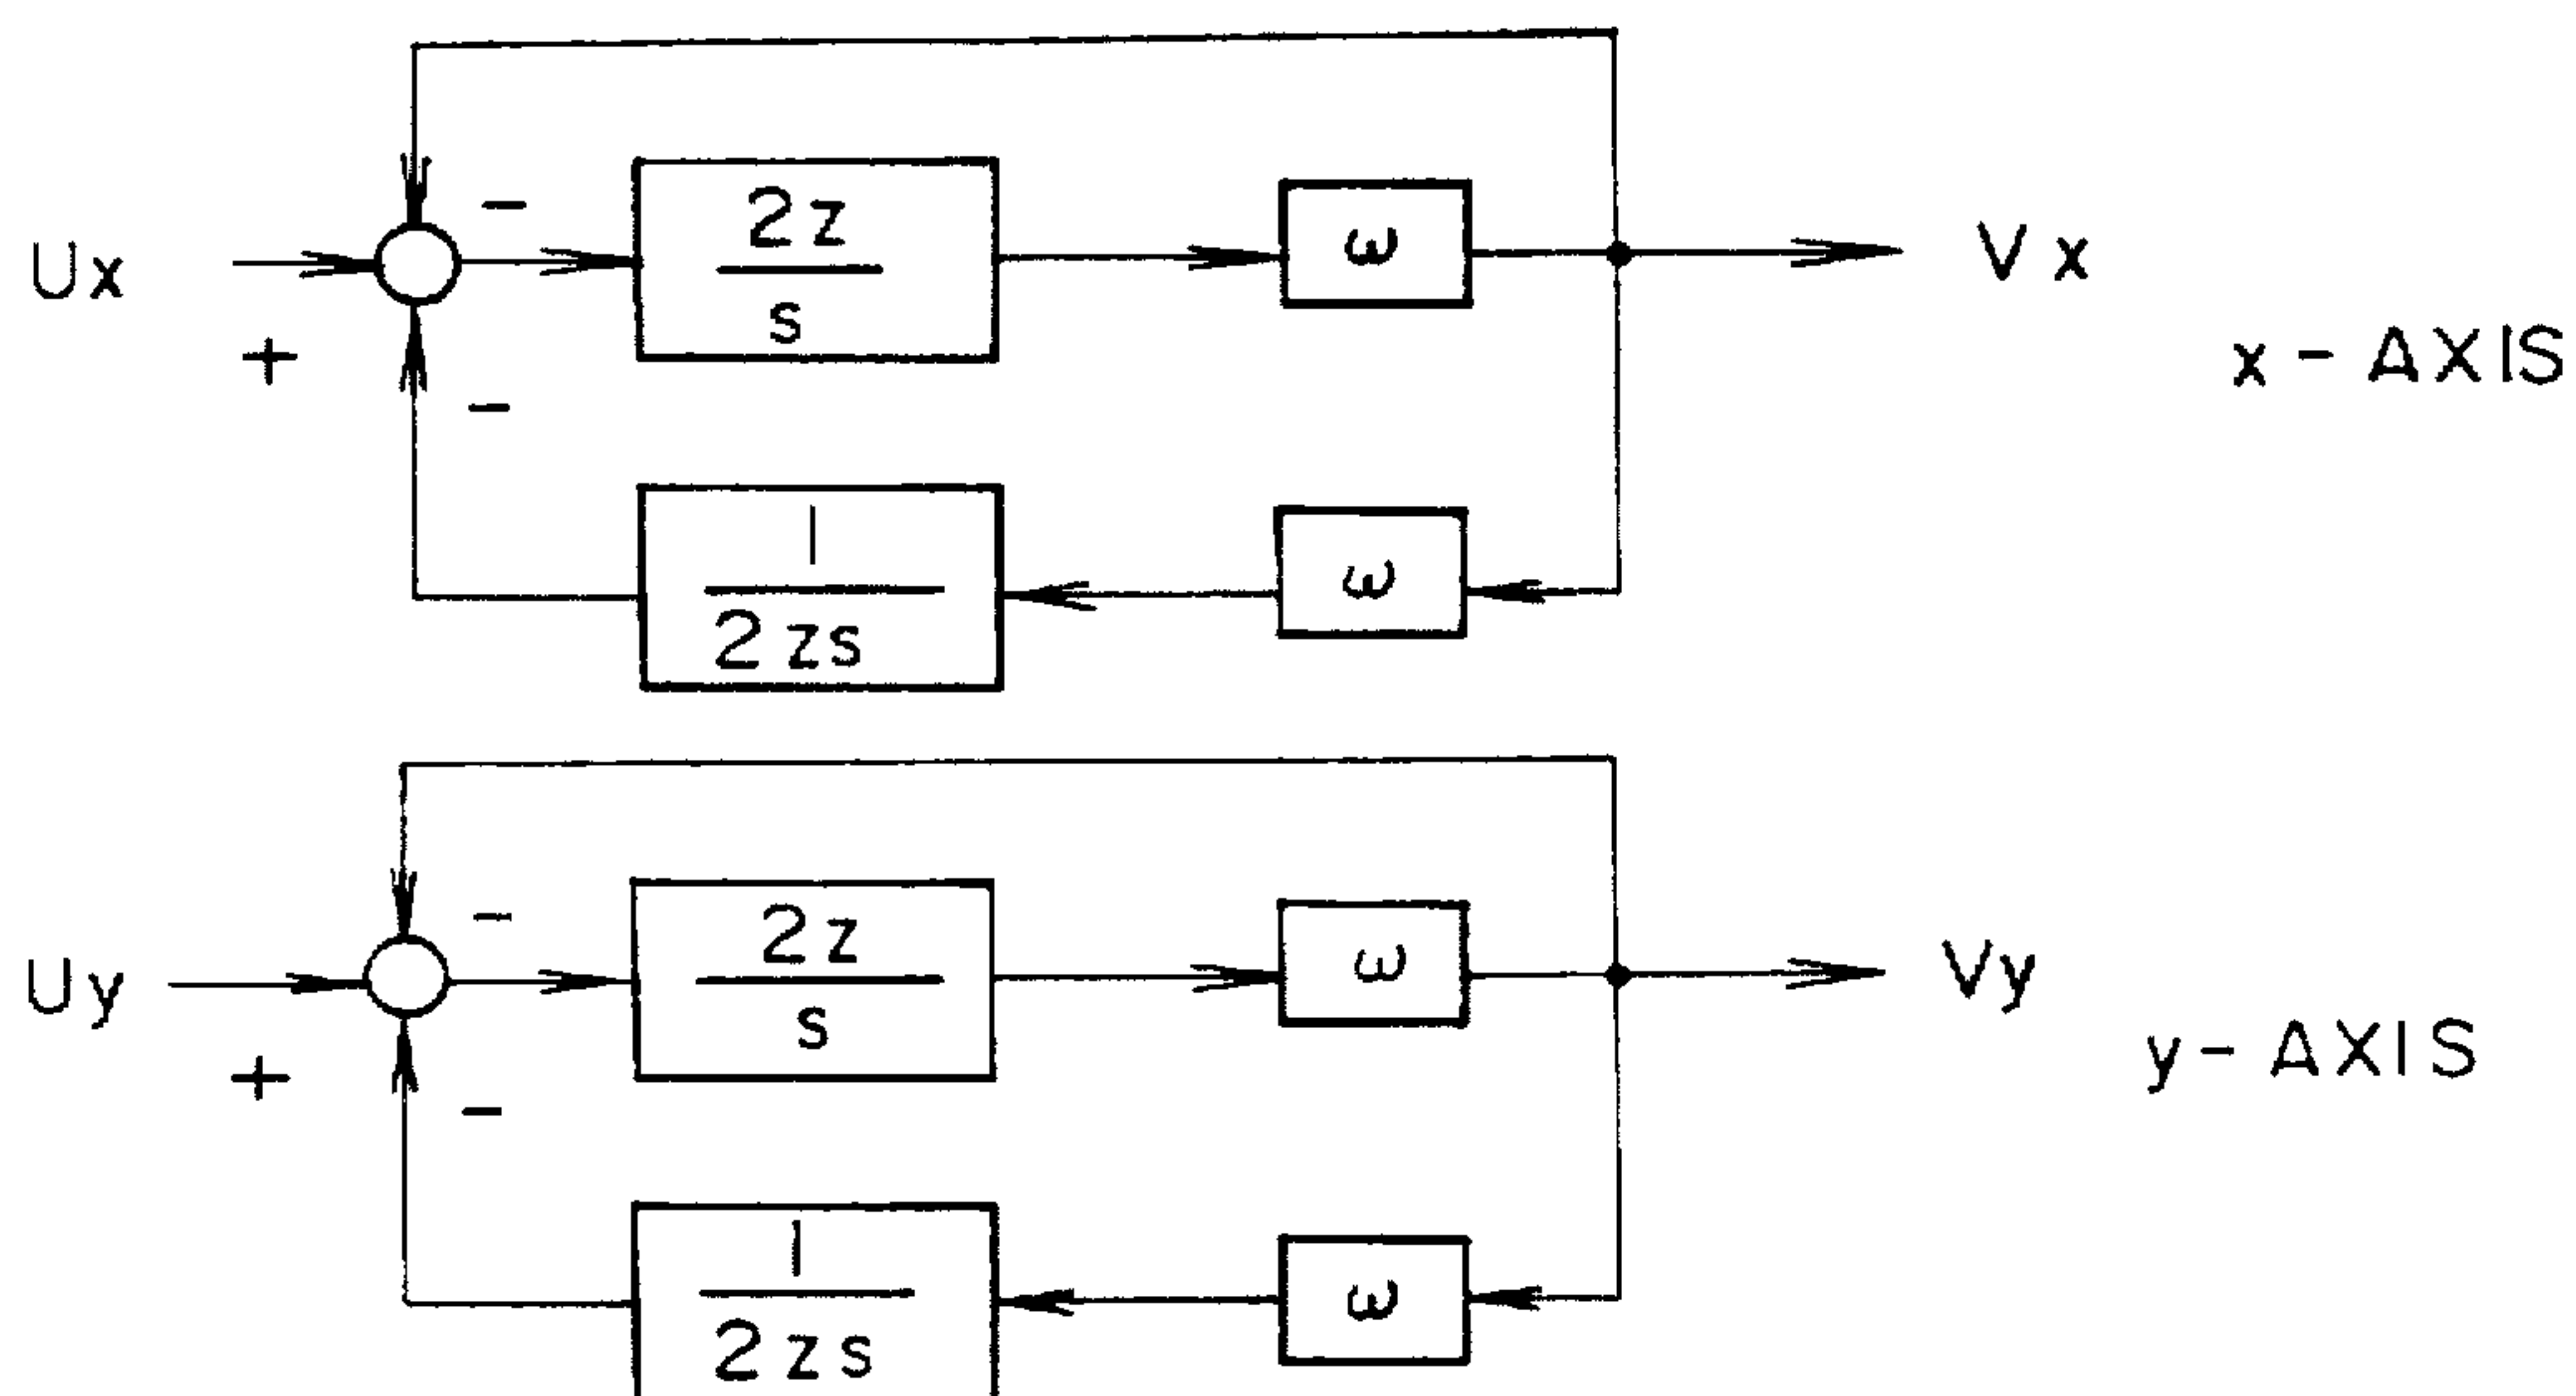 -
2z
s
ω
Ux
Vx
+
x - AXIS
-
1
2zs
ω
-
2z
s
ω
Uy
Vy
+
y - AXIS
-
1
2zs
ω